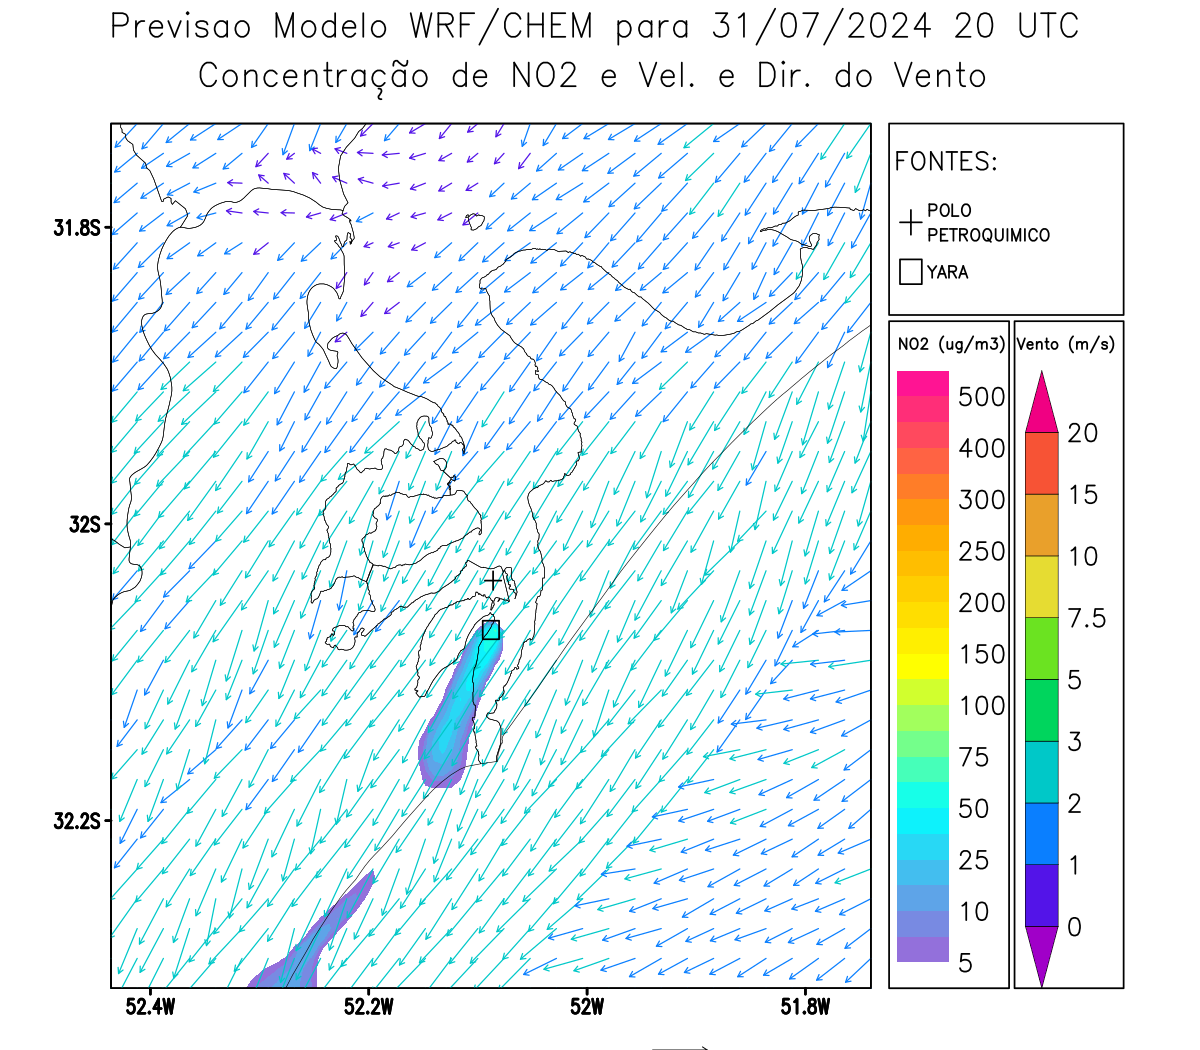 Previsao Modelo WRF/CHEM para 31/07/2024 20 UTC
Concentração de NO2 e Vel. e Dir. do Vento
FONTES:
POLO
PETROQUIMICO
YARA
NO2 (ug/m3)
500
400
300
250
200
150
100
75
50
25
10
5
Vento (m/s)
20
15
10
7.5
5
3
2
1
0
31.8S
32S
32.2S
52.4W
52.2W
52W
51.8W